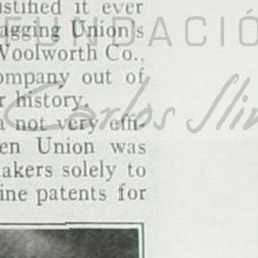 ustified it ever
agging Union's
FUNDACIÓ
Woolworth Co.,
ompany out of
r history.
Carlos Slim
a not very effi-
en Union was
akers solely to
ine patents for